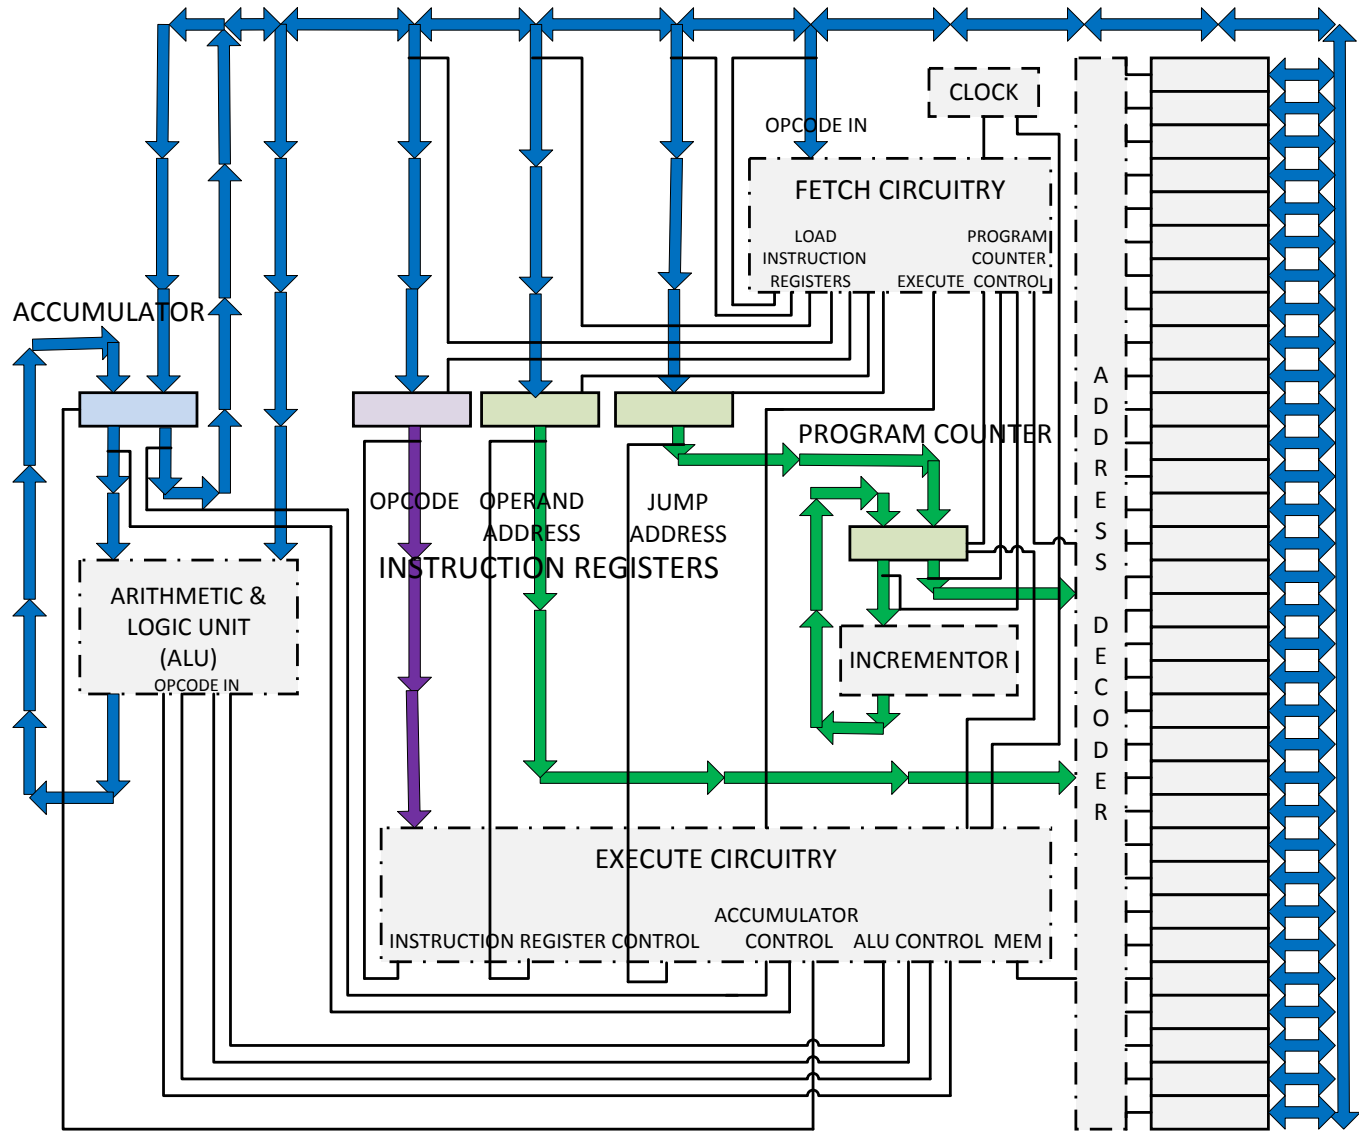 CLOCK
OPCODE IN
FETCH CIRCUITRY
LOAD
INSTRUCTION
REGISTERS
EXECUTE
PROGRAM
COUNTER
CONTROL
ACCUMULATOR
PROGRAM COUNTER
OPCODE
OPERAND
ADDRESS
JUMP
ADDRESS
INSTRUCTION REGISTERS
ARITHMETIC &
LOGIC UNIT
(ALU)
OPCODE IN
INCREMENTOR
ADDRESS DECODER
EXECUTE CIRCUITRY
INSTRUCTION REGISTER CONTROL
ACCUMULATOR
CONTROL
ALU CONTROL
MEM